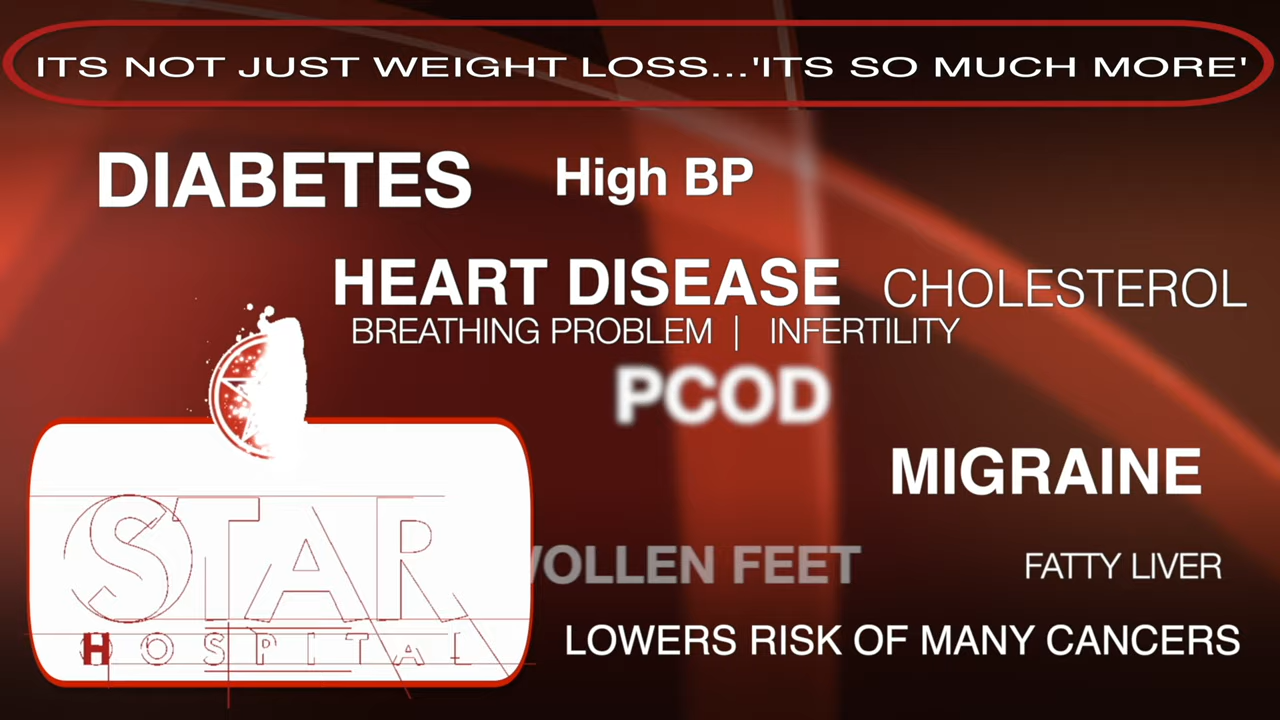 ITS NOT JUST WEIGHT LOSS...'ITS SO MUCH MORE'
DIABETES
High BP
HEART DISEASE
CHOLESTEROL
BREATHING PROBLEM | INFERTILITY
PCOD
MIGRAINE
FEET
FATTY LIVER
STAR
HOSPITAL
LOWERS RISK OF MANY CANCERS